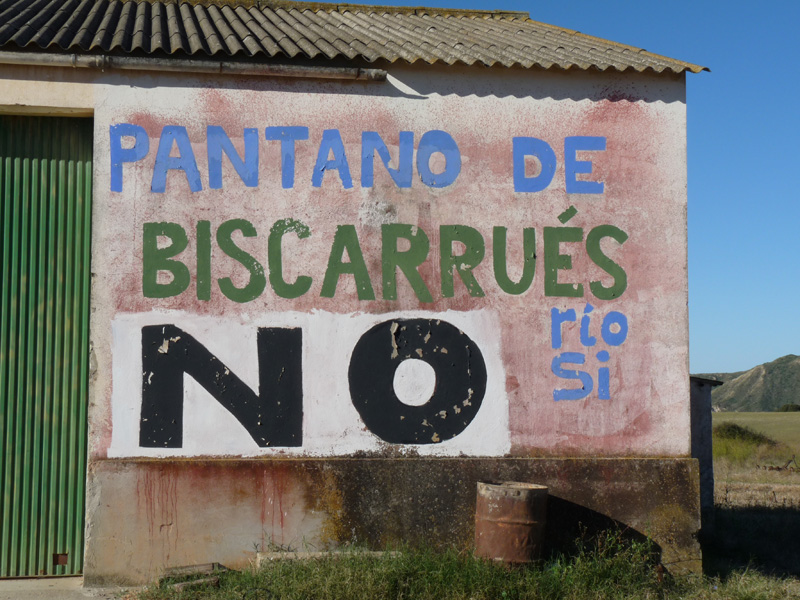 PANTANO DE
BISCARRUÉS
NO
río
Si